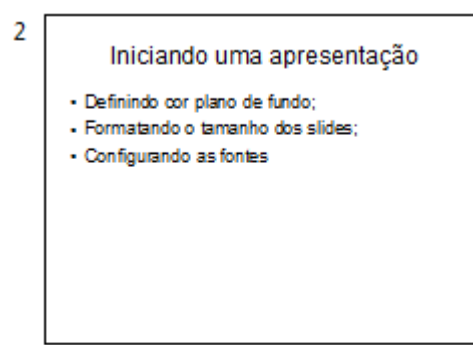 2
Iniciando uma apresentação
• Definindo cor plano de fundo;
• Formatando o tamanho dos slides;
• Configurando as fontes